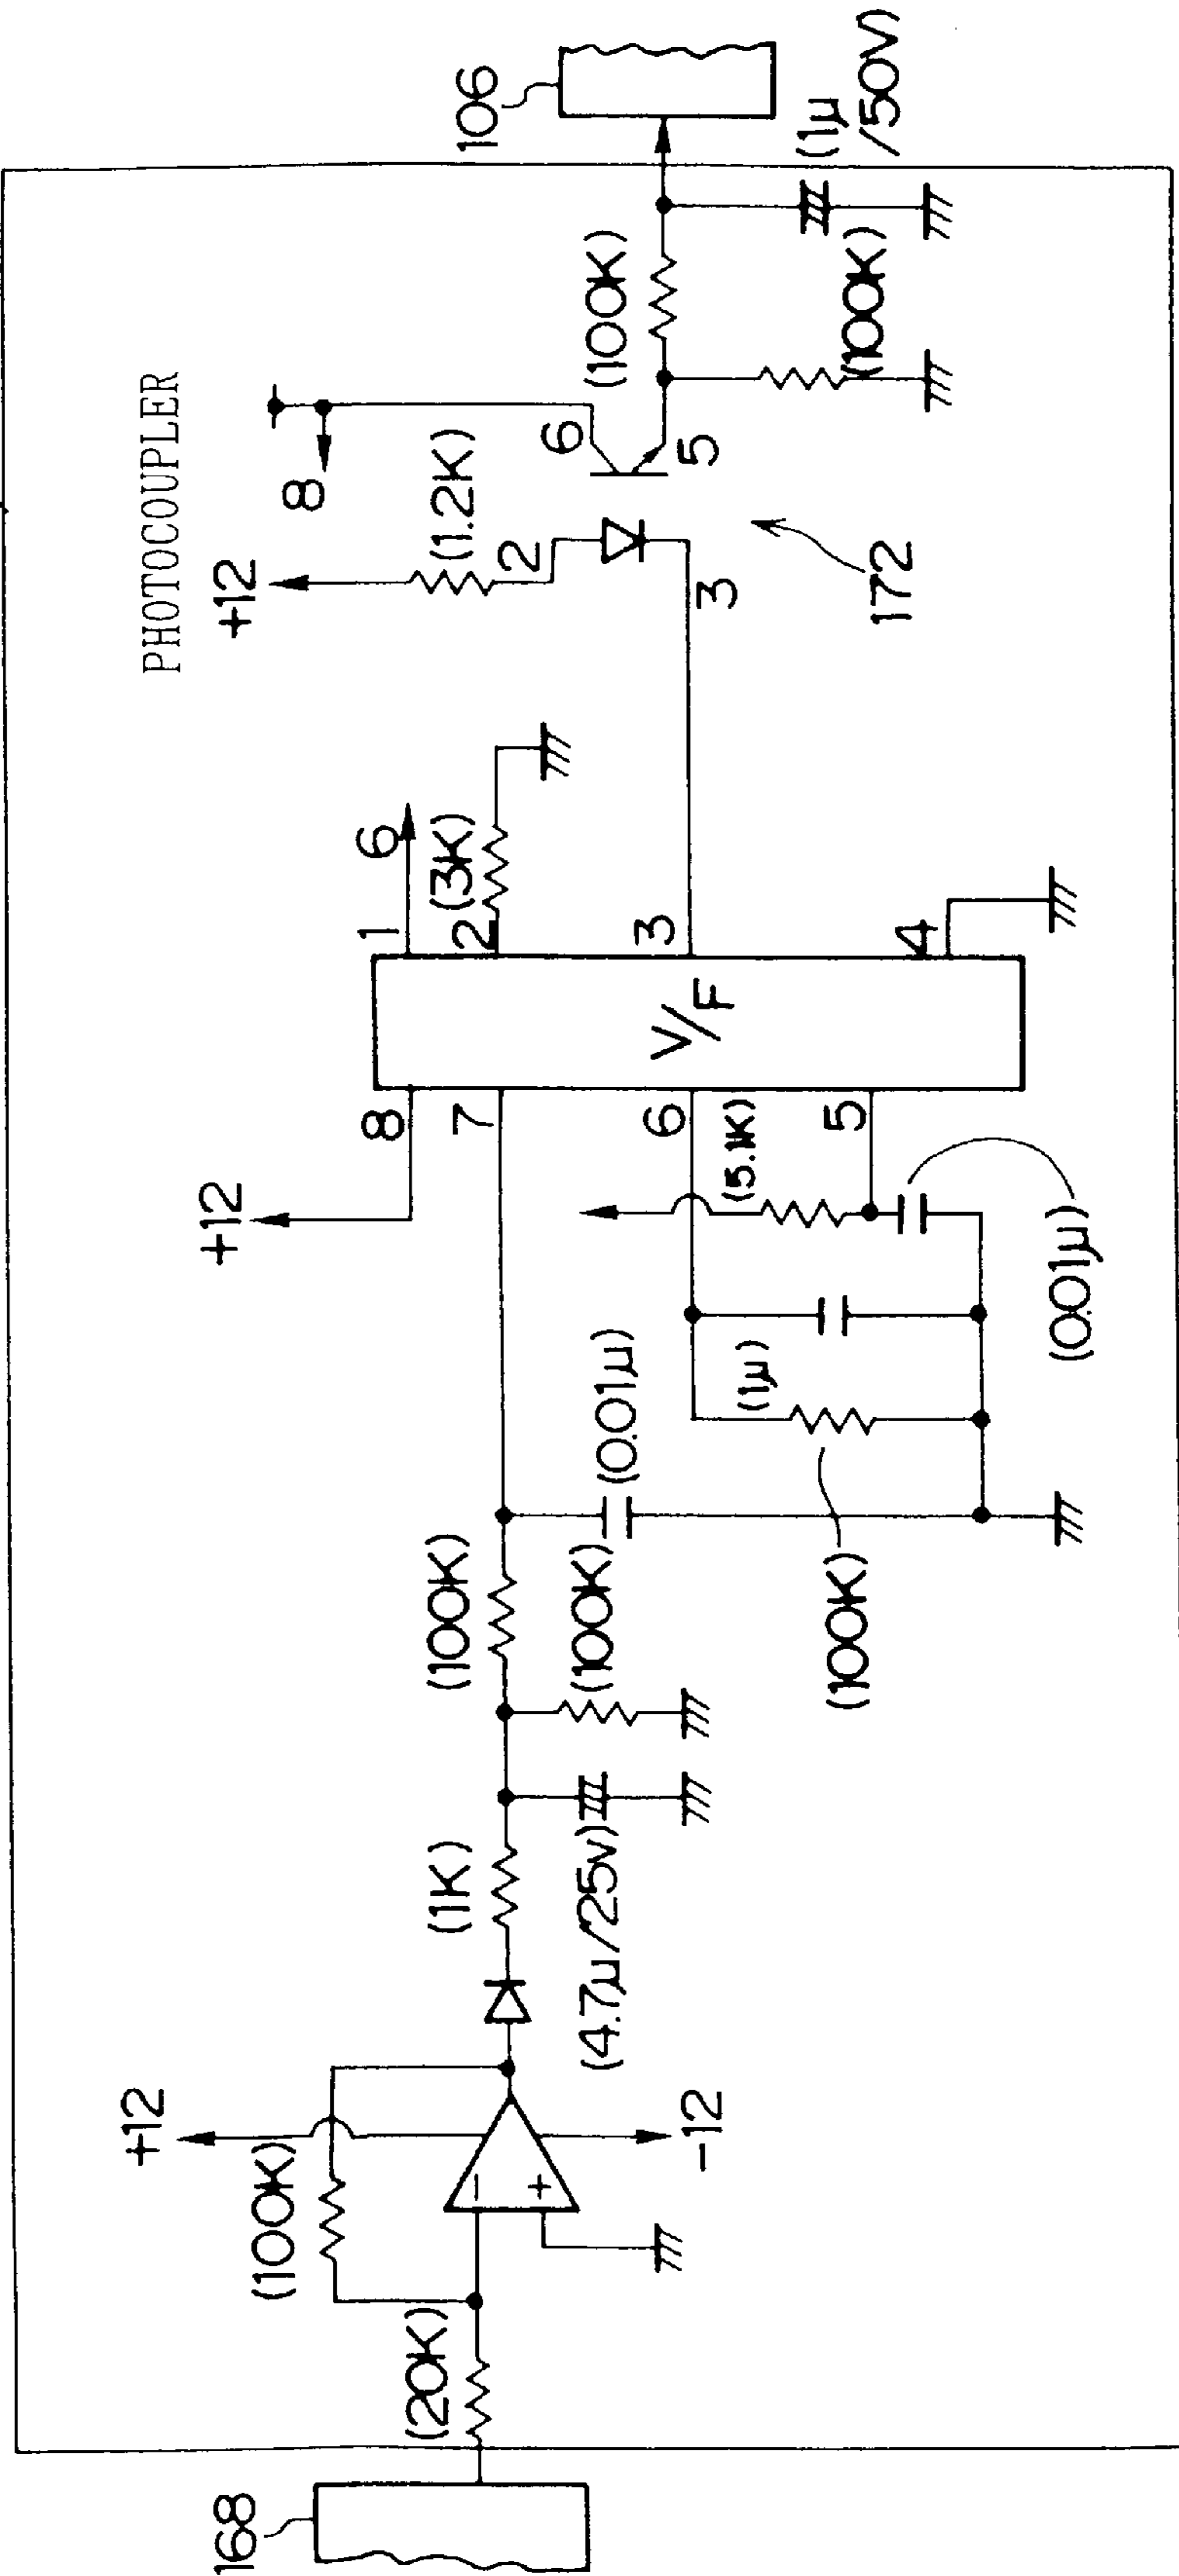 168
(20K)
(100K)
+12
-12
−
+
(1K)
(4.7μ/25v)
(100K)
(100K)
(0.01μ)
(100K)
(1μ)
(5.1K)
(0.01μ)
+12
8
7
6
5
V/F
1
2
3
4
6
(3K)
PHOTOCOUPLER
+12
(1.2K)
2
3
172
8
6
5
(100K)
(100K)
(1μ
/50V)
106